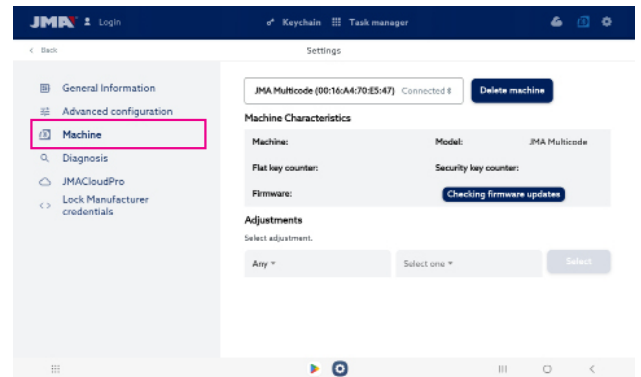 JMA Login Keychain Task manager
< Back Settings
General Information
Advanced configuration
Machine
Diagnosis
JMACloudPro
Lock Manufacturer
credentials
JMA Multicode (00:16:A4:70:E5:47) Connected Delete machine
Machine Characteristics
Machine: Model: JMA Multicode
Flat key counter: Security key counter:
Firmware: Checking firmware updates
Adjustments
Select adjustment.
Any Select one Select